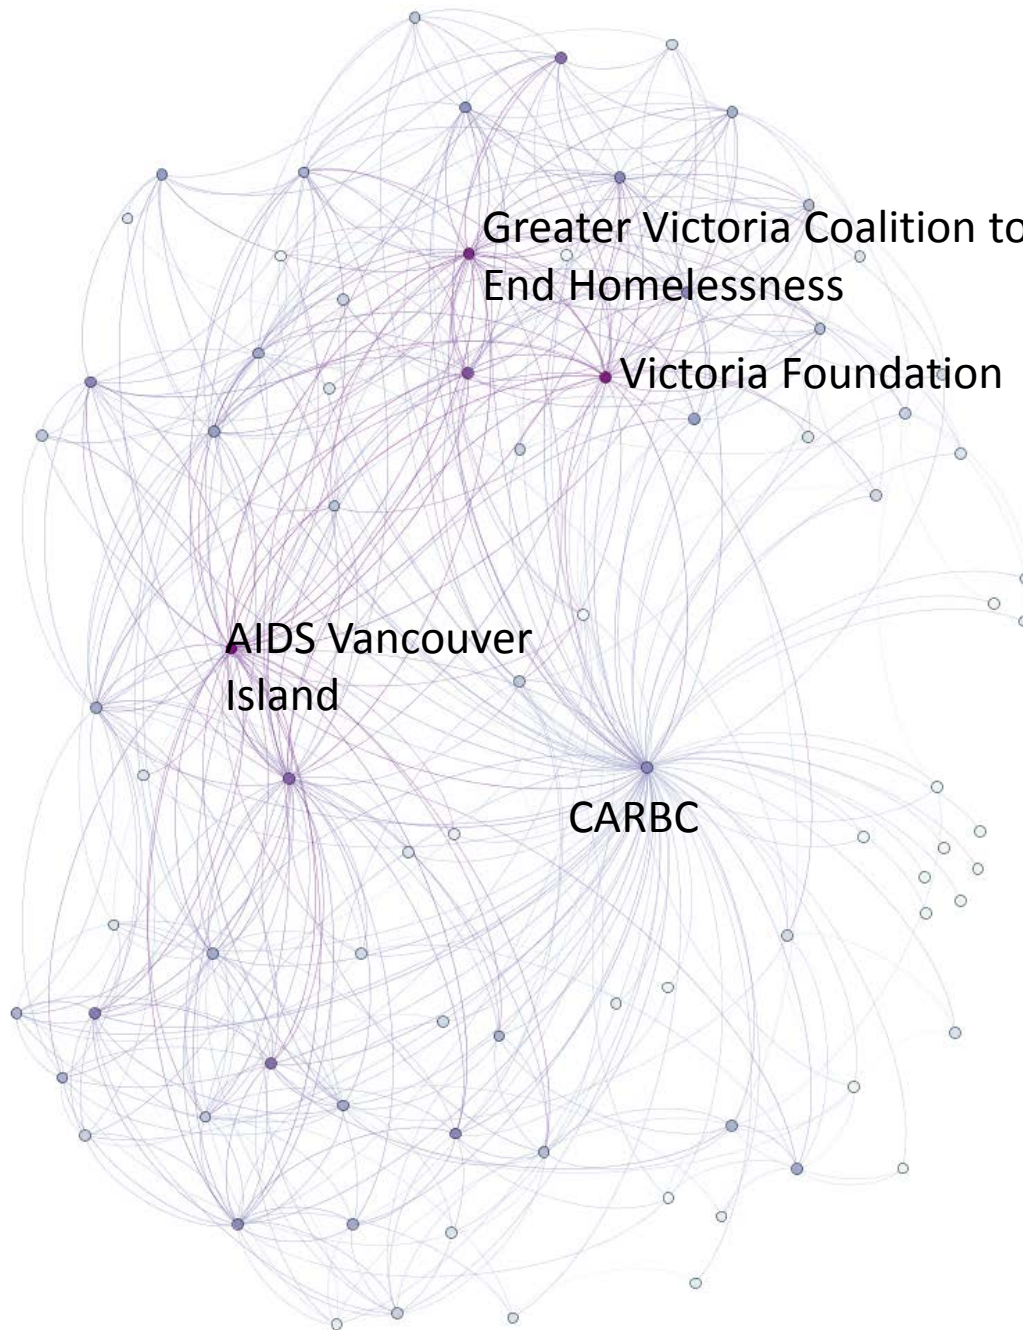 Greater Victoria Coalition to
End Homelessness
Victoria Foundation
AIDS Vancouver
Island
CARBC